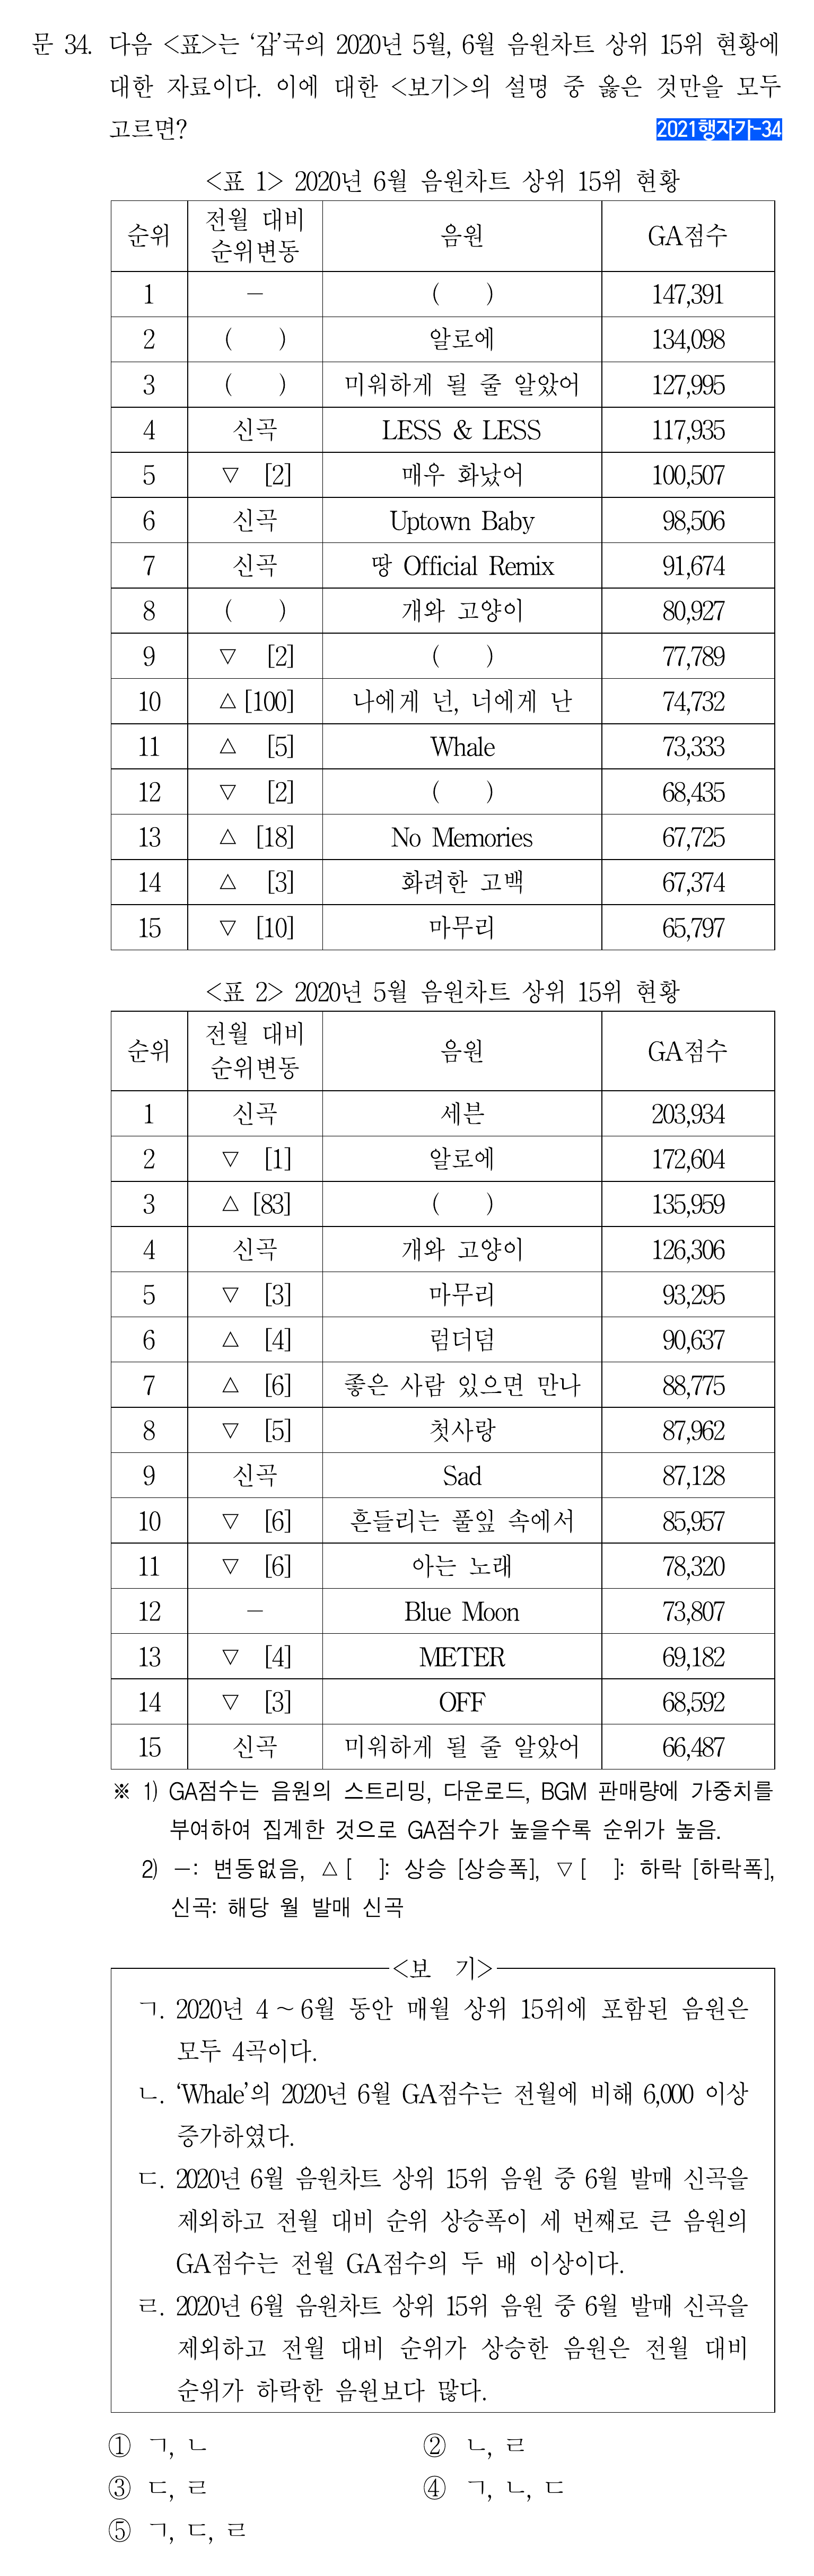 문 34. 다음 <표>는 ‘갑’국의 2020년 5월, 6월 음원차트 상위 15위 현황에
대한 자료이다. 이에 대한 <보기>의 설명 중 옳은 것만을 모두
고르면? 2021행자가-34
<표 1> 2020년 6월 음원차트 상위 15위 현황
순위 전월 대비 순위변동 음원 GA점수
1 － ( ) 147,391
2 ( ) 알로에 134,098
3 ( ) 미워하게 될 줄 알았어 127,995
4 신곡 LESS & LESS 117,935
5 ▽ [2] 매우 화났어 100,507
6 신곡 Uptown Baby 98,506
7 신곡 땅 Official Remix 91,674
8 ( ) 개와 고양이 80,927
9 ▽ [2] ( ) 77,789
10 △ [100] 나에게 넌, 너에게 난 74,732
11 △ [5] Whale 73,333
12 ▽ [2] ( ) 68,435
13 △ [18] No Memories 67,725
14 △ [3] 화려한 고백 67,374
15 ▽ [10] 마무리 65,797
<표 2> 2020년 5월 음원차트 상위 15위 현황
순위 전월 대비 순위변동 음원 GA점수
1 신곡 세븐 203,934
2 ▽ [1] 알로에 172,604
3 △ [83] ( ) 135,959
4 신곡 개와 고양이 126,306
5 ▽ [3] 마무리 93,295
6 △ [4] 럼더덤 90,637
7 △ [6] 좋은 사람 있으면 만나 88,775
8 ▽ [5] 첫사랑 87,962
9 신곡 Sad 87,128
10 ▽ [6] 흔들리는 풀잎 속에서 85,957
11 ▽ [6] 아는 노래 78,320
12 － Blue Moon 73,807
13 ▽ [4] METER 69,182
14 ▽ [3] OFF 68,592
15 신곡 미워하게 될 줄 알았어 66,487
※ 1) GA점수는 음원의 스트리밍, 다운로드, BGM 판매량에 가중치를
부여하여 집계한 것으로 GA점수가 높을수록 순위가 높음.
2) －: 변동없음, △ [ ]: 상승 [상승폭], ▽ [ ]: 하락 [하락폭],
신곡: 해당 월 발매 신곡
<보 기>
ㄱ. 2020년 4～6월 동안 매월 상위 15위에 포함된 음원은
모두 4곡이다.
ㄴ. ‘Whale’의 2020년 6월 GA점수는 전월에 비해 6,000 이상
증가하였다.
ㄷ. 2020년 6월 음원차트 상위 15위 음원 중 6월 발매 신곡을
제외하고 전월 대비 순위 상승폭이 세 번째로 큰 음원의
GA점수는 전월 GA점수의 두 배 이상이다.
ㄹ. 2020년 6월 음원차트 상위 15위 음원 중 6월 발매 신곡을
제외하고 전월 대비 순위가 상승한 음원은 전월 대비
순위가 하락한 음원보다 많다.
① ㄱ, ㄴ ② ㄴ, ㄹ
③ ㄷ, ㄹ ④ ㄱ, ㄴ, ㄷ
⑤ ㄱ, ㄷ, ㄹ